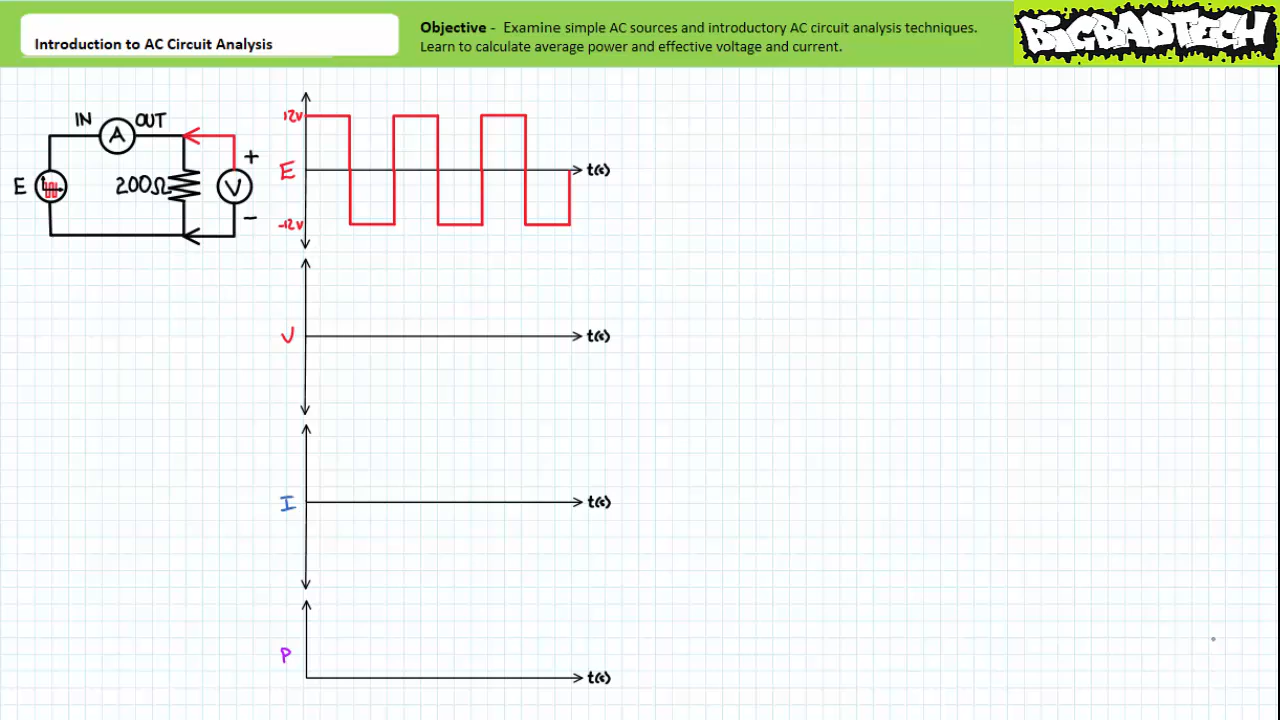 Introduction to AC Circuit Analysis
Objective - Examine simple AC sources and introductory AC circuit analysis techniques.
Learn to calculate average power and effective voltage and current.
BIGBADTECH
IN
A
OUT
E
200Ω
+
V
-
12V
E
-12V
t(s)
V
t(s)
I
t(s)
P
t(s)